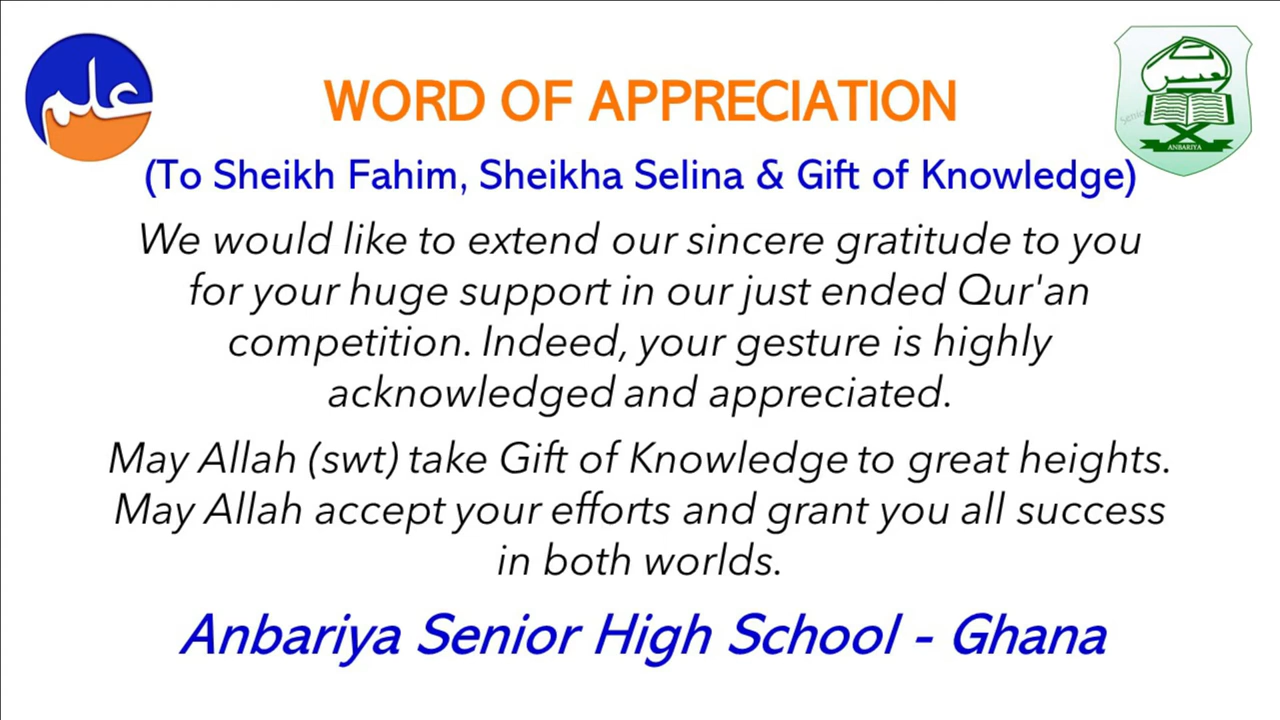 علم
WORD OF APPRECIATION
(To Sheikh Fahim, Sheikha Selina & Gift of Knowledge)
We would like to extend our sincere gratitude to you
for your huge support in our just ended Qur'an
competition. Indeed, your gesture is highly
acknowledged and appreciated.
May Allah (swt) take Gift of Knowledge to great heights.
May Allah accept your efforts and grant you all success
in both worlds.
Anbariya Senior High School - Ghana
ANBARIYA